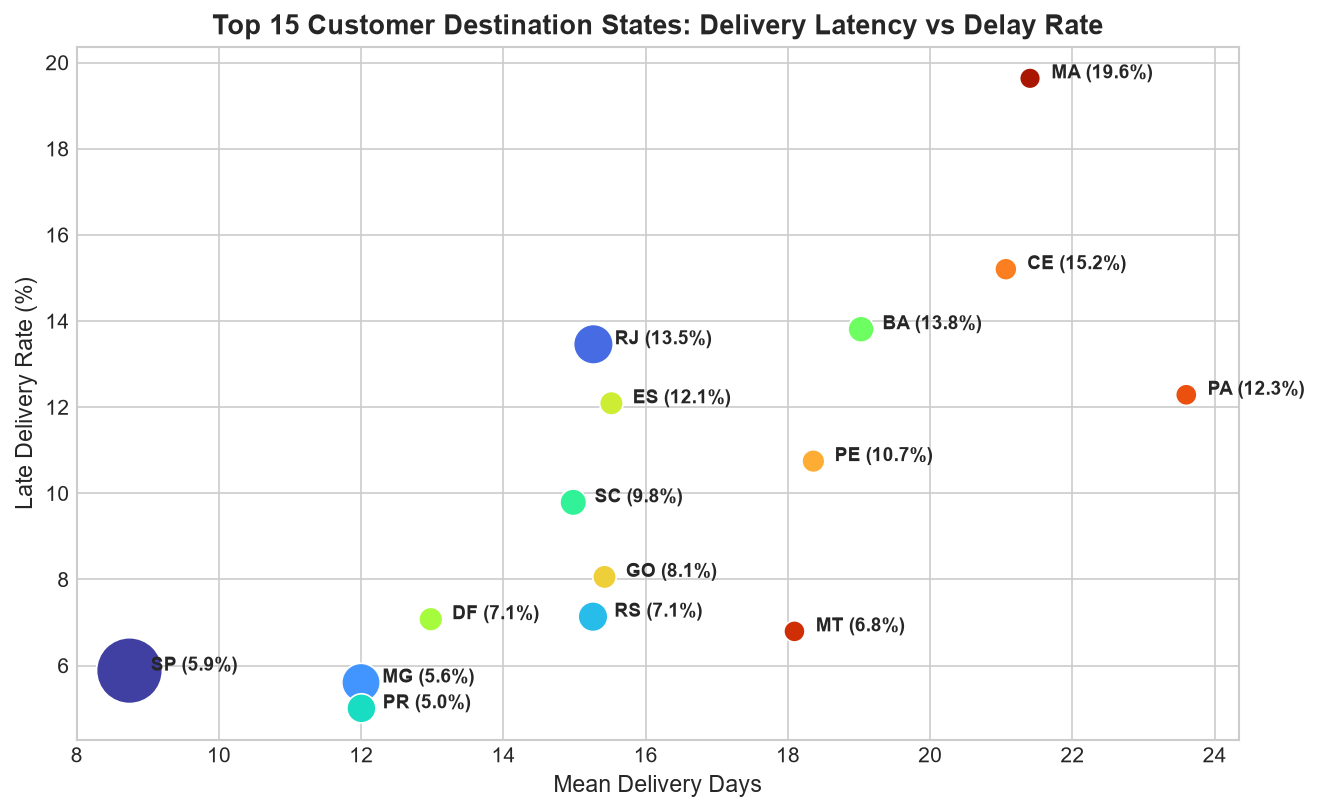 Top 15 Customer Destination States: Delivery Latency vs Delay Rate
20
18
16
14
12
10
8
6
Late Delivery Rate (%)
MA (19.6%)
CE (15.2%)
BA (13.8%)
RJ (13.5%)
PA (12.3%)
ES (12.1%)
PE (10.7%)
SC (9.8%)
GO (8.1%)
DF (7.1%)
RS (7.1%)
MT (6.8%)
SP (5.9%)
MG (5.6%)
PR (5.0%)
8 10 12 14 16 18 20 22 24
Mean Delivery Days